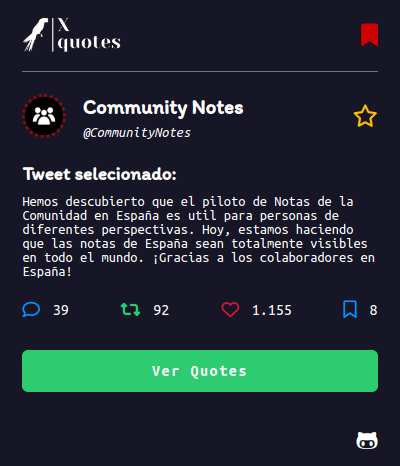 X
quotes
Community Notes
@CommunityNotes
Tweet selecionado:
Hemos descubierto que el piloto de Notas de la
Comunidad en España es util para personas de
diferentes perspectivas. Hoy, estamos haciendo
que las notas de España sean totalmente visibles
en todo el mundo. ¡Gracias a los colaboradores en
España!
39 92 1.155 8
Ver Quotes